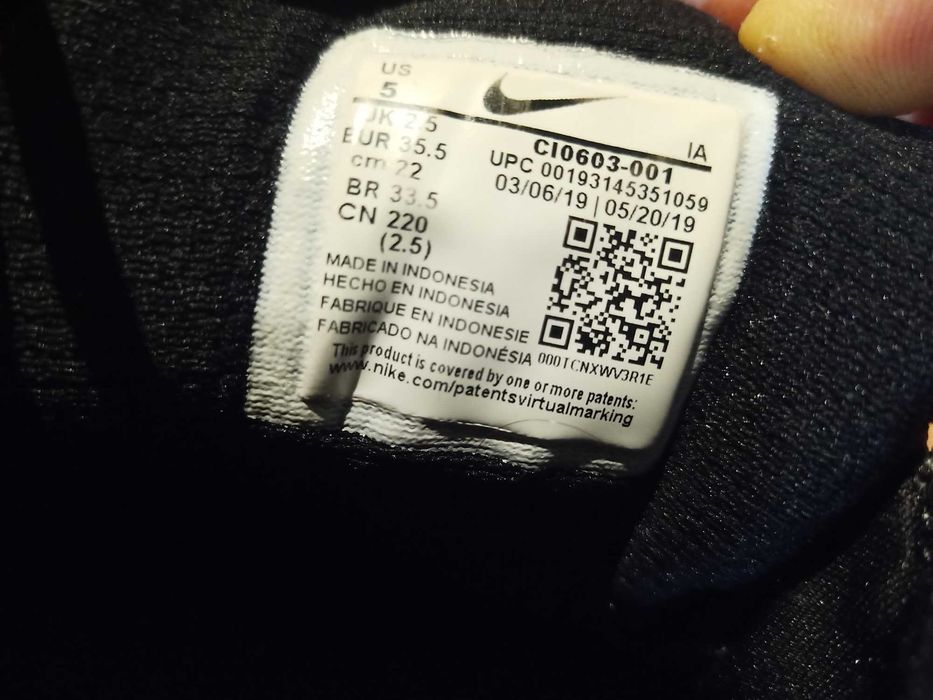 US
5
UK 2.5
EUR 35.5
cm 22
BR 33.5
CN 220
(2.5)
IA
CI0603-001
UPC 00193145351059
03/06/19 | 05/20/19
MADE IN INDONESIA
HECHO EN INDONESIA
FABRIQUE EN INDONESIE
FABRICADO NA INDONÉSIA
000TCNXWV3R1E
This product is covered by one or more patents:
www.nike.com/patentsvirtualmarking